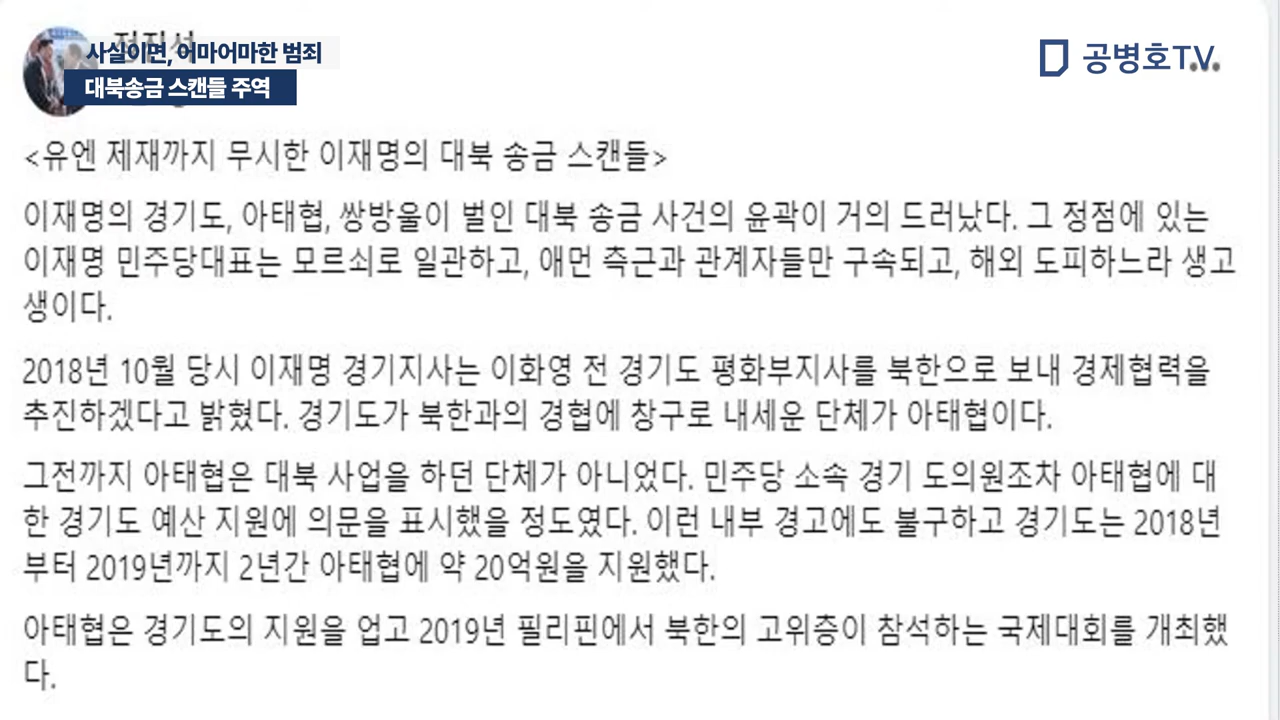 사실이면, 어마어마한 범죄
대북송금 스캔들 주역
공병호TV
<유엔 제재까지 무시한 이재명의 대북 송금 스캔들>
이재명의 경기도, 아태협, 쌍방울이 벌인 대북 송금 사건의 윤곽이 거의 드러났다. 그 정점에 있는
이재명 민주당대표는 모르쇠로 일관하고, 애먼 측근과 관계자들만 구속되고, 해외 도피하느라 생고
생이다.
2018년 10월 당시 이재명 경기지사는 이화영 전 경기도 평화부지사를 북한으로 보내 경제협력을
추진하겠다고 밝혔다. 경기도가 북한과의 경협에 창구로 내세운 단체가 아태협이다.
그전까지 아태협은 대북 사업을 하던 단체가 아니었다. 민주당 소속 경기 도의원조차 아태협에 대
한 경기도 예산 지원에 의문을 표시했을 정도였다. 이런 내부 경고에도 불구하고 경기도는 2018년
부터 2019년까지 2년간 아태협에 약 20억원을 지원했다.
아태협은 경기도의 지원을 업고 2019년 필리핀에서 북한의 고위층이 참석하는 국제대회를 개최했
다.